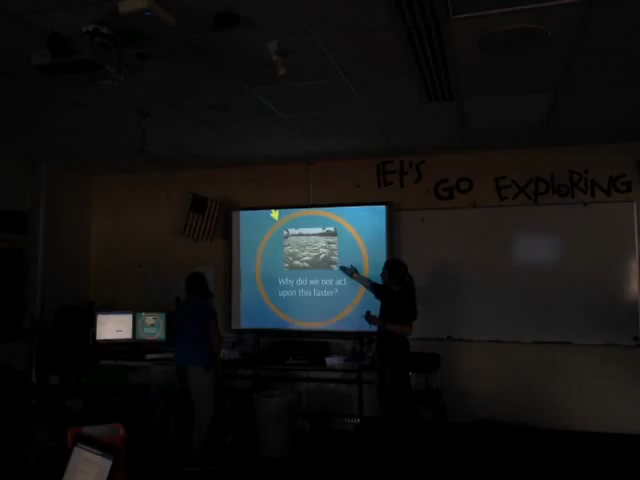 lEt's GO ExploRiNG
Why did we not act
upon this faster?